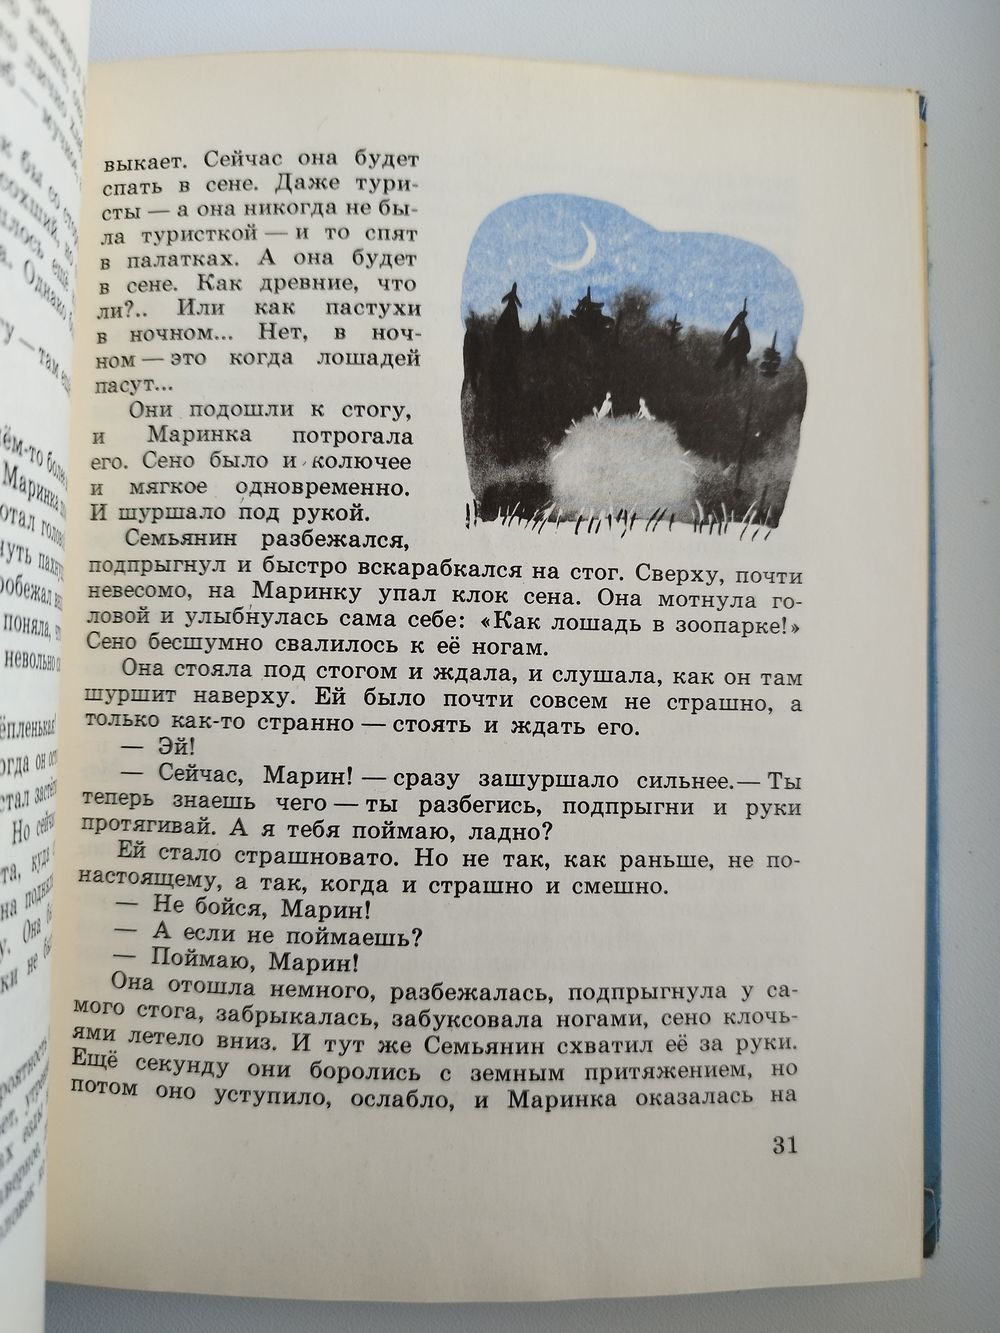 выкает. Сейчас она будет
спать в сене. Даже тури-
сты — а она никогда не бы-
ла туристкой — и то спят
в палатках. А она будет
в сене. Как древние, что
ли?.. Или как пастухи
в ночном... Нет, в ноч-
ном — это когда лошадей
пасут...
Они подошли к стогу,
и Маринка потрогала
его. Сено было и колючее
и мягкое одновременно.
И шуршало под рукой.
Семьянин разбежался,
подпрыгнул и быстро вскарабкался на стог. Сверху, почти
невесомо, на Маринку упал клок сена. Она мотнула го-
ловой и улыбнулась сама себе: «Как лошадь в зоопарке!»
Сено бесшумно свалилось к её ногам.
Она стояла под стогом и ждала, и слушала, как он там
шуршит наверху. Ей было почти совсем не страшно, а
только как-то странно — стоять и ждать его.
— Эй!
— Сейчас, Марин! — сразу зашуршало сильнее.— Ты
теперь знаешь чего — ты разбегись, подпрыгни и руки
протягивай. А я тебя поймаю, ладно?
Ей стало страшновато. Но не так, как раньше, не по-
настоящему, а так, когда и страшно и смешно.
— Не бойся, Марин!
— А если не поймаешь?
— Поймаю, Марин!
Она отошла немного, разбежалась, подпрыгнула у са-
мого стога, забрыкалась, забуксовала ногами, сено клочь-
ями летело вниз. И тут же Семьянин схватил её за руки.
Ещё секунду они боролись с земным притяжением, но
потом оно уступило, ослабло, и Маринка оказалась на
31